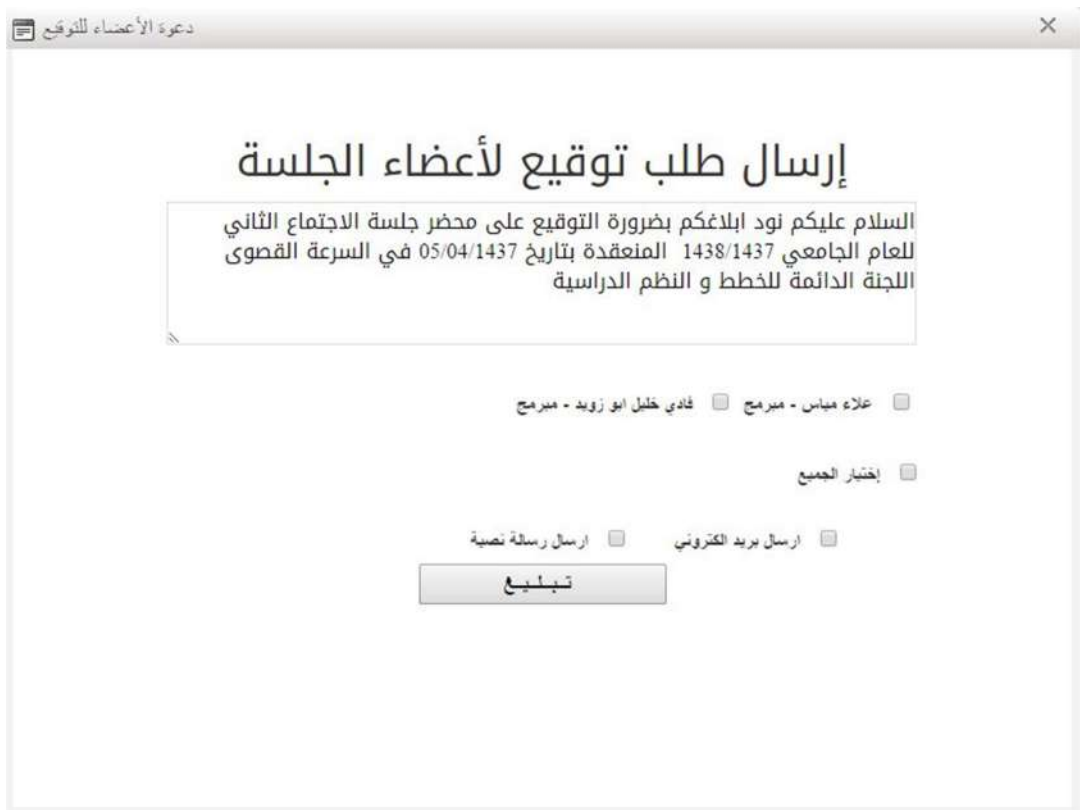 دعوة الأعضاء للتوقيع
إرسال طلب توقيع لأعضاء الجلسة
السلام عليكم نود ابلاغكم بضرورة التوقيع على محضر جلسة الاجتماع الثاني
للعام الجامعي 1438/1437 المنعقدة بتاريخ 05/04/1437 في السرعة القصوى
اللجنة الدائمة للخطط و النظم الدراسية
علاء مياس - مبرمج فادي خليل ابو زويد - مبرمج
إختيار الجميع
ارسال بريد الكتروني ارسال رسالة نصية
تـبـلـيـغ